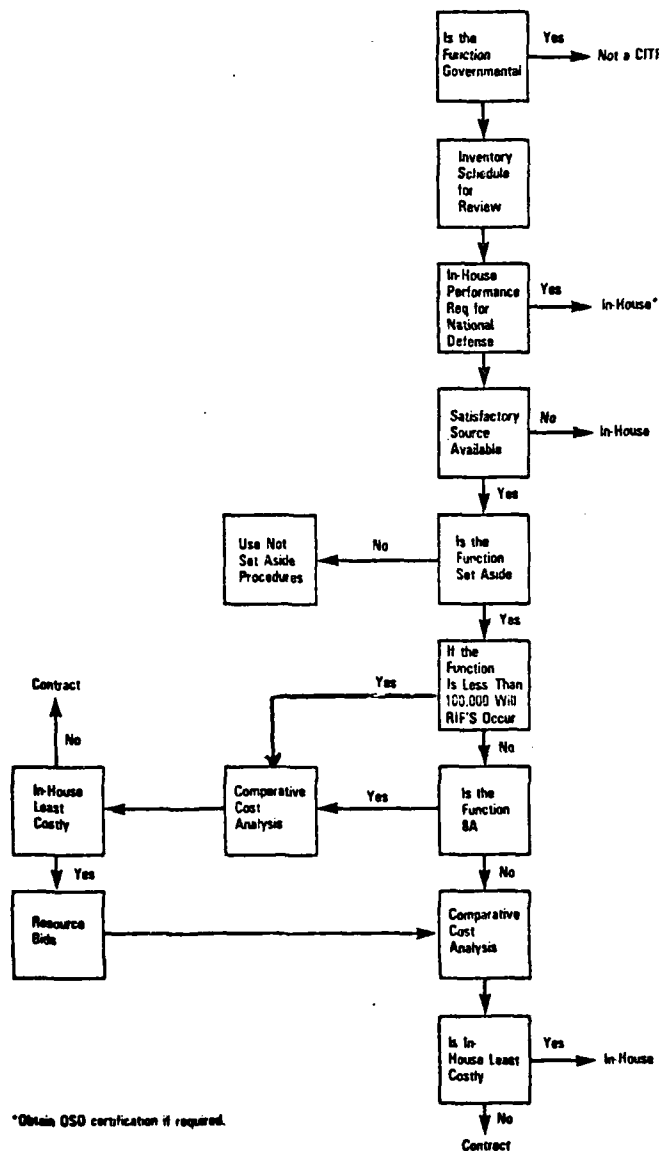 Is the
Function
Governmental
Yes
Not a CITA
Inventory
Schedule
for
Review
In-House
Performance
Req for
National
Defense
Yes
In-House*
Satisfactory
Source
Available
No
In-House
Yes
Use Not
Set Aside
Procedures
No
Is the
Function
Set Aside
Yes
If the
Function
Is Less Than
100,000 Will
RIF'S Occur
Yes
Contract
No
No
In-House
Least
Costly
Comparative
Cost
Analysis
Yes
Is the
Function
8A
Yes
No
Resource
Bids
Comparative
Cost
Analysis
Is In-
House Least
Costly
Yes
In-House
*Obtain OSD certification if required.
No
Contract